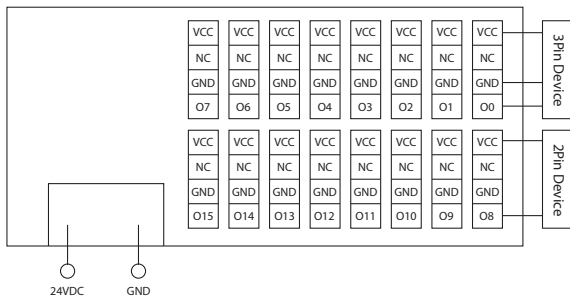 VCC VCC VCC VCC VCC VCC VCC VCC
NC NC NC NC NC NC NC NC
GND GND GND GND GND GND GND GND
O7 O6 O5 O4 O3 O2 O1 O0
3Pin Device
VCC VCC VCC VCC VCC VCC VCC VCC
NC NC NC NC NC NC NC NC
GND GND GND GND GND GND GND GND
O15 O14 O13 O12 O11 O10 O9 O8
2Pin Device
24VDC GND